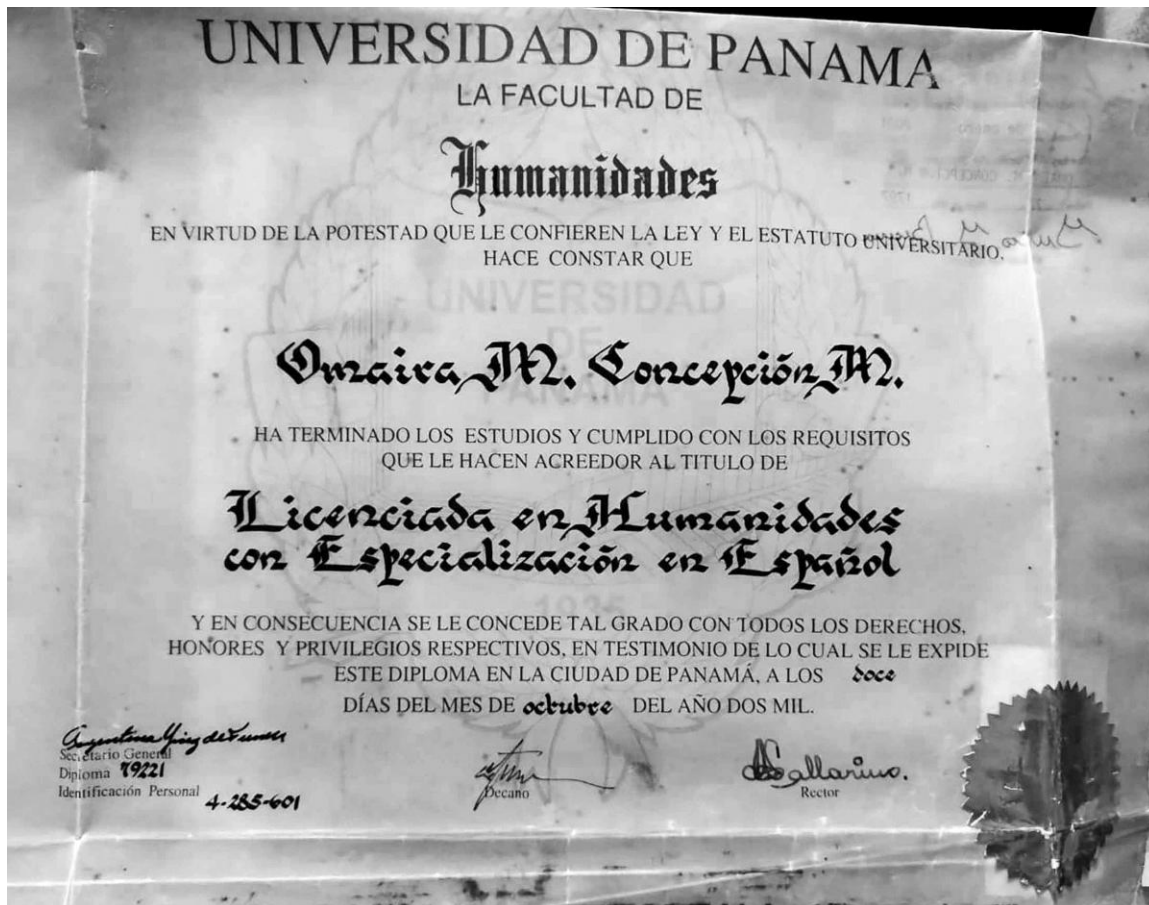 UNIVERSIDAD DE PANAMA
LA FACULTAD DE
Humanidades
EN VIRTUD DE LA POTESTAD QUE LE CONFIEREN LA LEY Y EL ESTATUTO UNIVERSITARIO.
HACE CONSTAR QUE
UNIVERSIDAD
DE
PANAMA
Omaira M. Concepción M.
HA TERMINADO LOS ESTUDIOS Y CUMPLIDO CON LOS REQUISITOS
QUE LE HACEN ACREEDOR AL TITULO DE
Licenciada en Humanidades
con Especialización en Español
1935
Y EN CONSECUENCIA SE LE CONCEDE TAL GRADO CON TODOS LOS DERECHOS,
HONORES Y PRIVILEGIOS RESPECTIVOS, EN TESTIMONIO DE LO CUAL SE LE EXPIDE
ESTE DIPLOMA EN LA CIUDAD DE PANAMÁ, A LOS doce
DÍAS DEL MES DE octubre DEL AÑO DOS MIL.
Secretario General
Diploma 79221
Identificación Personal 4-285-601
Decano
Rector